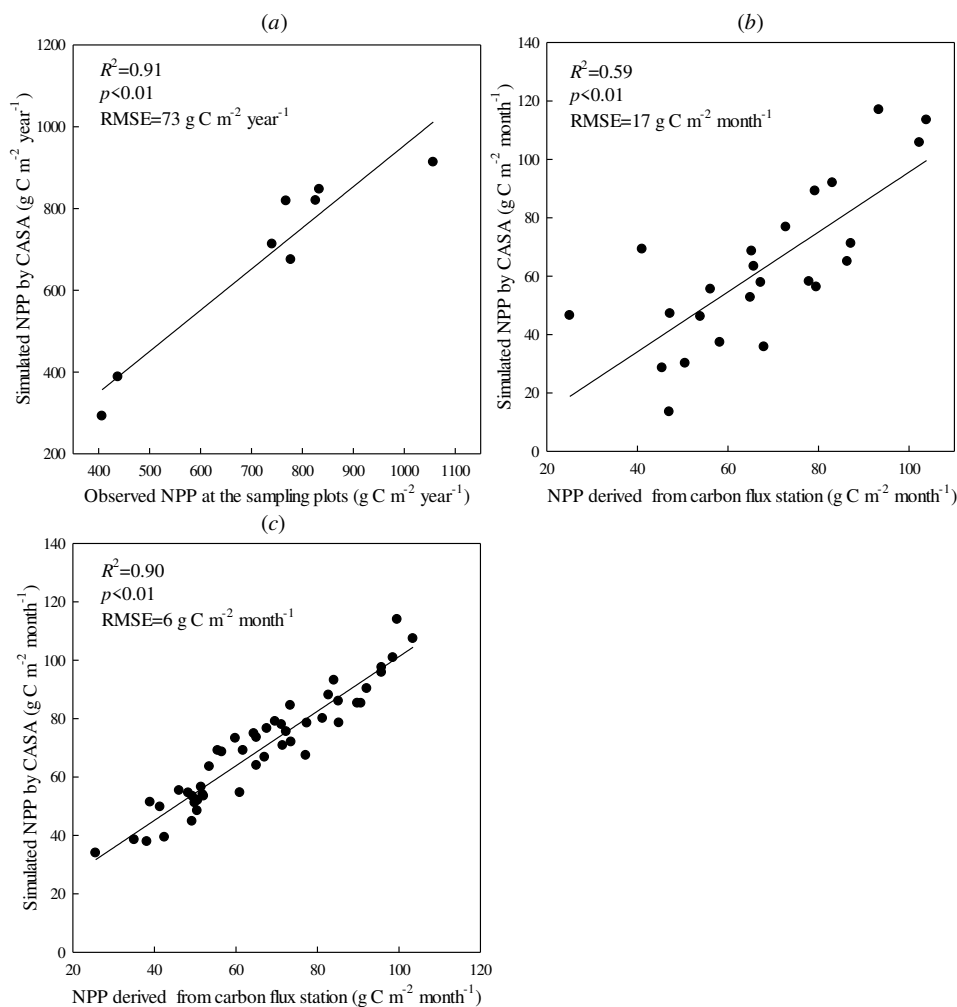 (a)
1200
R²=0.91
p<0.01
RMSE=73 g C m⁻² year⁻¹
1000
800
600
400
200
Simulated NPP by CASA (g C m⁻² year⁻¹)
400 500 600 700 800 900 1000 1100
Observed NPP at the sampling plots (g C m⁻² year⁻¹)
(b)
140
R²=0.59
p<0.01
RMSE=17 g C m⁻² month⁻¹
120
100
80
60
40
20
0
Simulated NPP by CASA (g C m⁻² month⁻¹)
20 40 60 80 100
NPP derived from carbon flux station (g C m⁻² month⁻¹)
(c)
140
R²=0.90
p<0.01
RMSE=6 g C m⁻² month⁻¹
120
100
80
60
40
20
0
Simulated NPP by CASA (g C m⁻² month⁻¹)
20 40 60 80 100 120
NPP derived from carbon flux station (g C m⁻² month⁻¹)